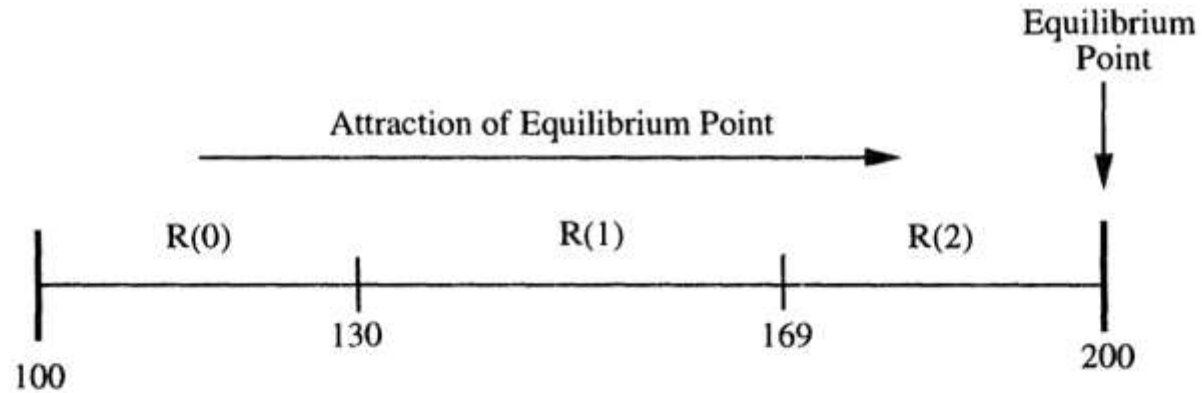 Equilibrium
Point
Attraction of Equilibrium Point
R(0)
R(1)
R(2)
130
169
200
100